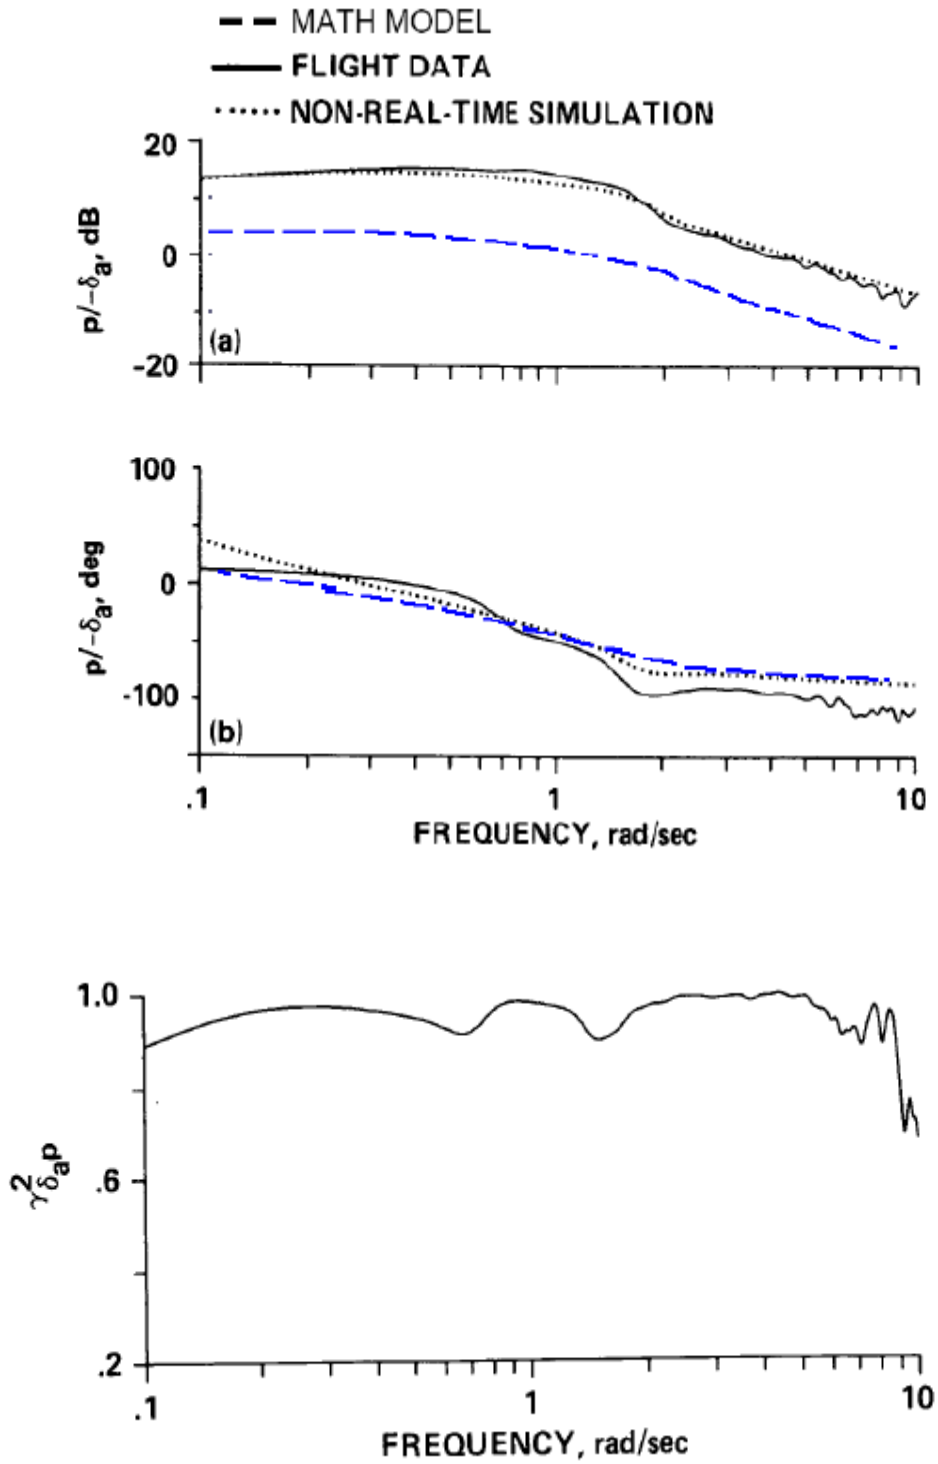 MATH MODEL
FLIGHT DATA
NON-REAL-TIME SIMULATION
20
0
-20
p/-δa, dB
(a)
100
0
-100
p/-δa, deg
(b)
.1 1 10
FREQUENCY, rad/sec
1.0
.6
.2
γ²δap
.1 1 10
FREQUENCY, rad/sec